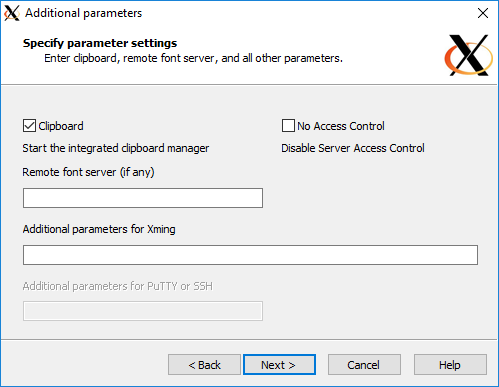 Additional parameters
Specify parameter settings
Enter clipboard, remote font server, and all other parameters.
Clipboard
No Access Control
Start the integrated clipboard manager
Disable Server Access Control
Remote font server (if any)
Additional parameters for Xming
Additional parameters for PuTTY or SSH
< Back
Next >
Cancel
Help